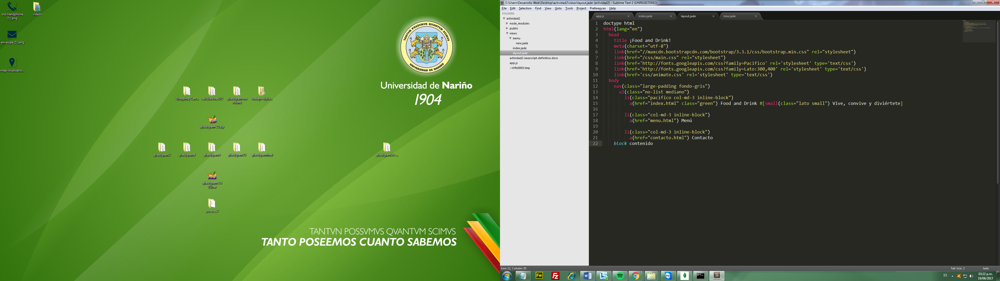 old-handphone
(1).png
videos
envelope (1).png
map-localizatio...
TANTVM POSSVMVS QVANTVM SCIMVS
UNIVERSIDAD DE NARIÑO
Universidad de Nariño
1904
Shopping-Cart...
calculadorasUC
platzigram-no
found
trabajo-diplo...
ZIP
platzigram-23.zip
platzigram2
platzigram4
platzigram5
platzigram23
platzigramfinal
platzigram26-...
RAR
platzigram-15
(1).rar
posscss2
TANTVN POSSVMVS QVANTVM SCIMVS
TANTO POSEEMOS CUANTO SABEMOS
C:\Users\Desarrollo Web\Desktop\actividad2\views\layout.jade (actividad2) - Sublime Text 2 (UNREGISTERED)
File Edit Selection Find View Goto Tools Project Preferences Help
FOLDERS
actividad2
node_modules
public
views
menu
new.jade
index.jade
layout.jade
actividad2-Javascript-definitivo.docx
app.js
~WRL0003.tmp
app.js
index.jade
layout.jade
new.jade
1 doctype html
2 html(lang="en")
3 head
4 title ¡Food and Drink!
5 meta(charset="utf-8")
6 link(href="//maxcdn.bootstrapcdn.com/bootstrap/3.3.1/css/bootstrap.min.css" rel="stylesheet")
7 link(href="/css/main.css" rel="stylesheet")
8 link(href='http://fonts.googleapis.com/css?family=Pacifico' rel='stylesheet' type='text/css')
9 link(href='http://fonts.googleapis.com/css?family=Lato:300,400' rel='stylesheet' type='text/css')
10 link(href='css/animate.css' rel='stylesheet' type='text/css')
11 body
12 nav(class="large-padding fondo-gris")
13 ul(class="no-list mediano")
14 li(class="pacifico col-md-3 inline-block")
15 a(href="index.html" class="green") Food and Drink #[small(class="lato small") Vive, convive y diviértete]
16
17 li(class="col-md-3 inline-block")
18 a(href="menu.html") Menú
19
20 li(class="col-md-3 inline-block")
21 a(href="contacto.html") Contacto
22 block contenido
Line 22, Column 20
Tab Size: 2
Jade
Fw
Fz
W
S
ES
03:22 p.m.
19/08/2017